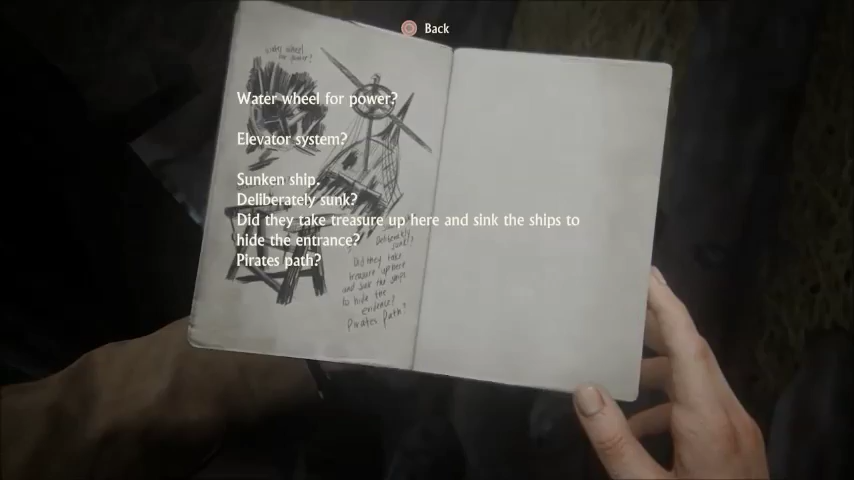 Back
Water wheel for power?
Elevator system?
Sunken ship.
Deliberately sunk?
Did they take treasure up here and sink the ships to
hide the entrance?
Pirates path?
water wheel
for power?
Deliberately
sunk?
Did they take
treasure up here
and sink the ships
to hide the
evidence?
Pirates Path?